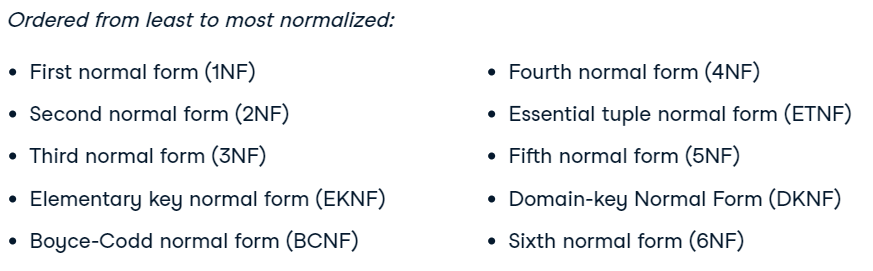 Ordered from least to most normalized:
• First normal form (1NF)
• Second normal form (2NF)
• Third normal form (3NF)
• Elementary key normal form (EKNF)
• Boyce-Codd normal form (BCNF)
• Fourth normal form (4NF)
• Essential tuple normal form (ETNF)
• Fifth normal form (5NF)
• Domain-key Normal Form (DKNF)
• Sixth normal form (6NF)